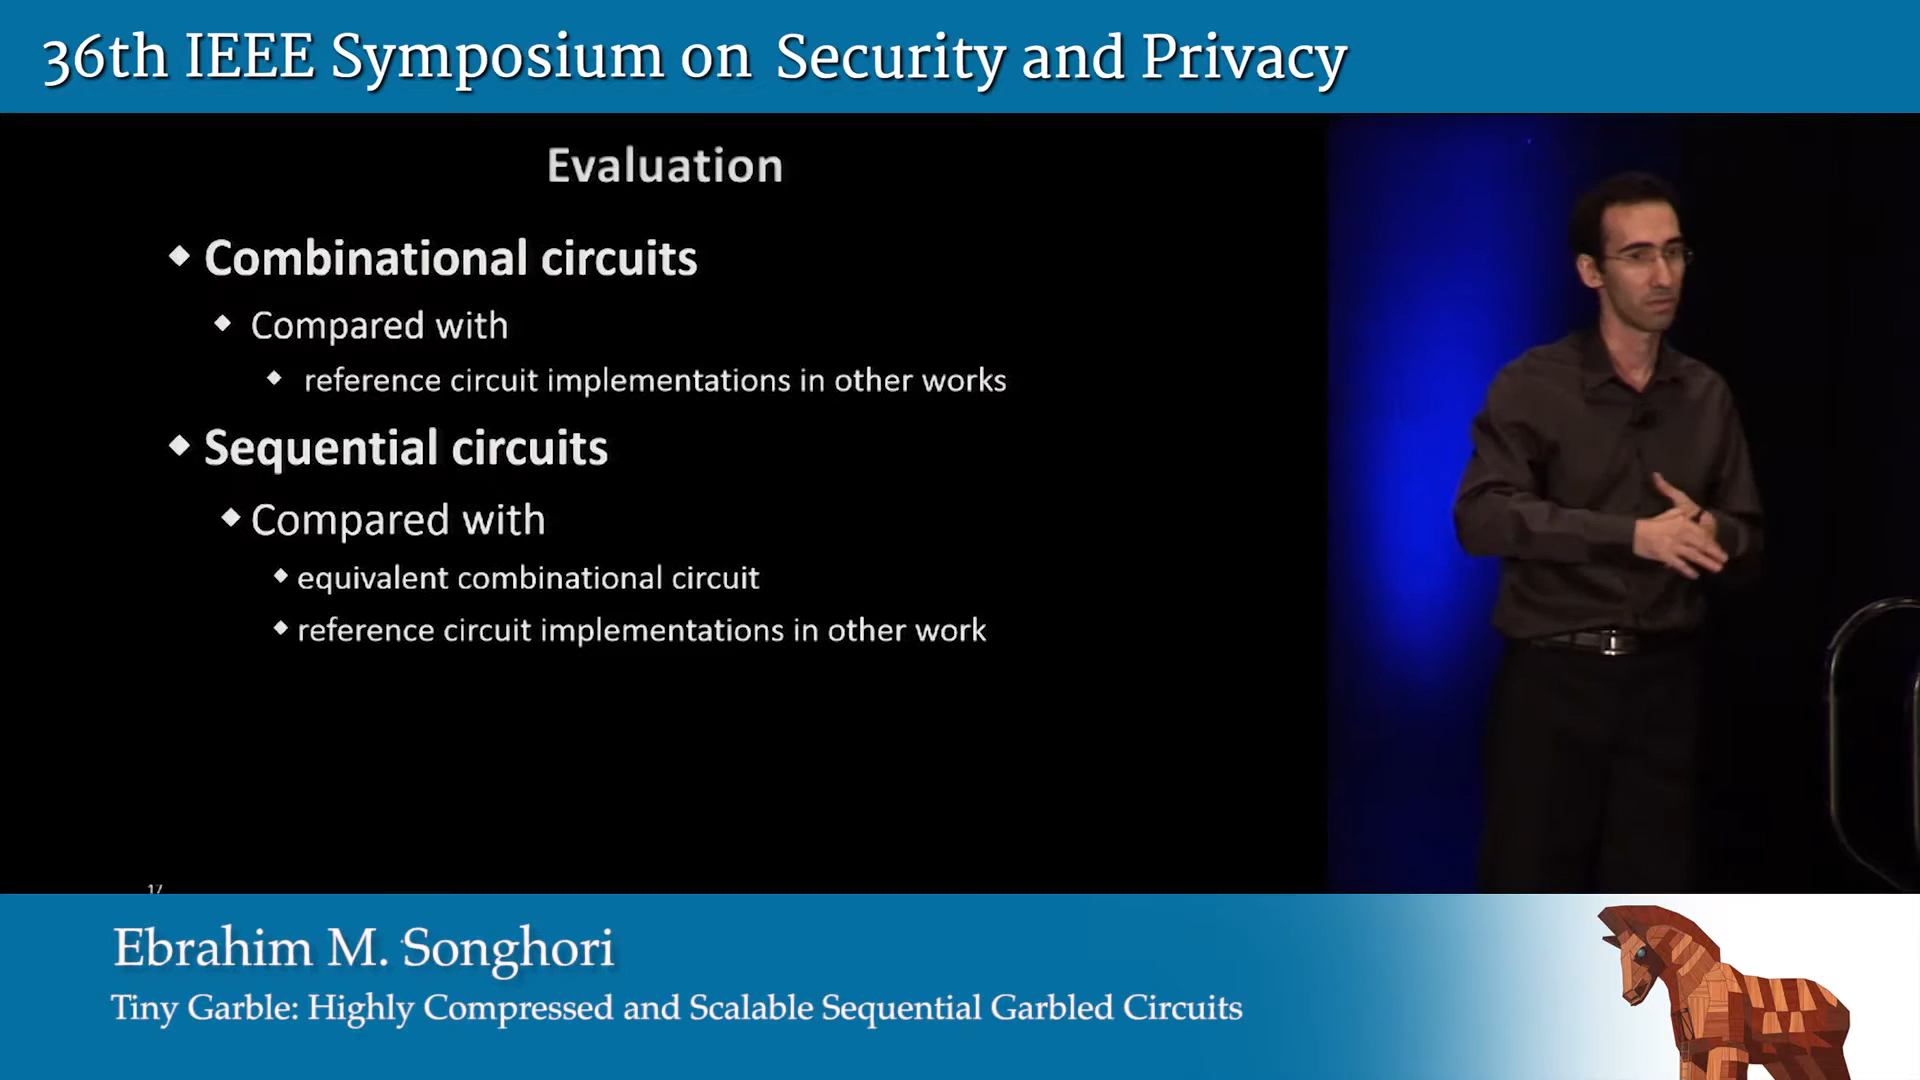 36th IEEE Symposium on Security and Privacy
Evaluation
Combinational circuits
Compared with
reference circuit implementations in other works
Sequential circuits
Compared with
equivalent combinational circuit
reference circuit implementations in other work
17
Ebrahim M. Songhori
Tiny Garble: Highly Compressed and Scalable Sequential Garbled Circuits